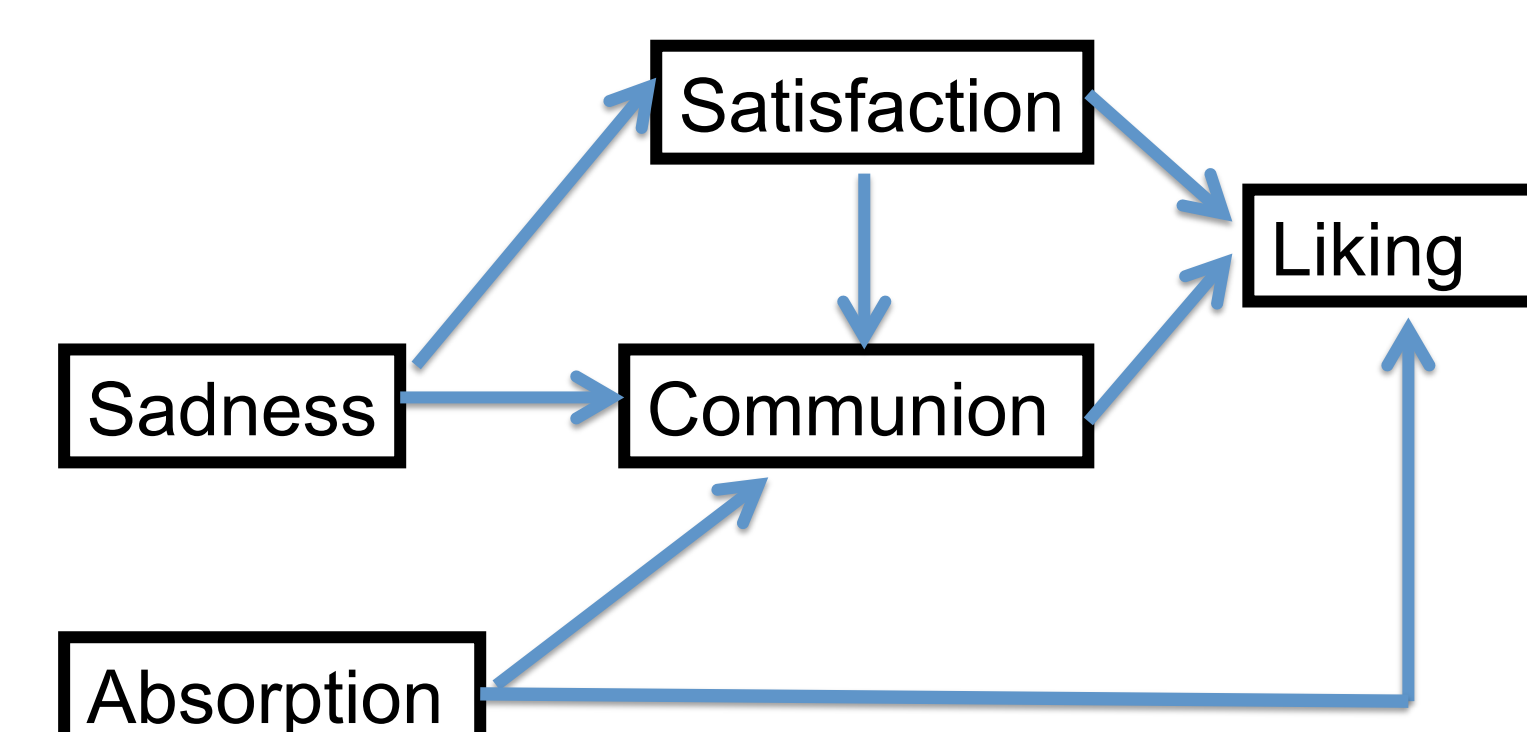 Satisfaction
Liking
Sadness
Communion
Absorption